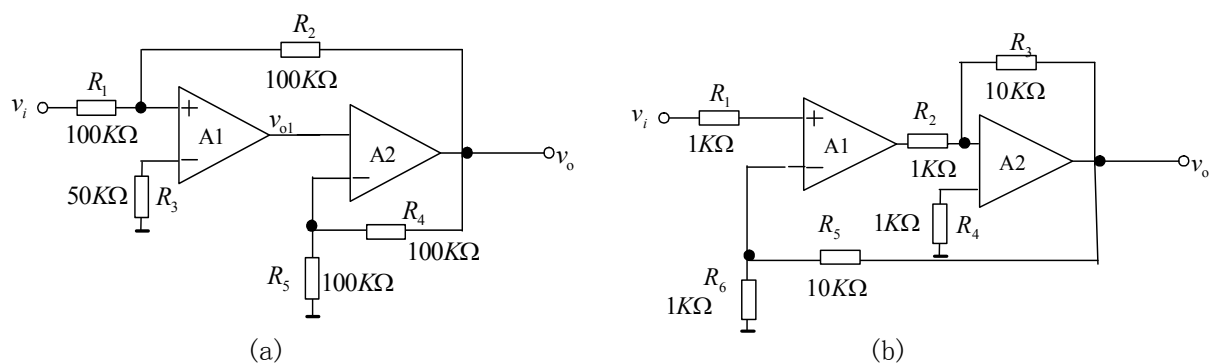 R₂
100KΩ
R₁
vᵢ
100KΩ
+
A1
−
vₒ₁
A2
−
vₒ
50KΩ
R₃
R₄
100KΩ
R₅
100KΩ
(a)
R₃
10KΩ
vᵢ
R₁
1KΩ
+
A1
−
R₂
1KΩ
−
A2
vₒ
1KΩ
R₄
R₅
10KΩ
R₆
1KΩ
(b)